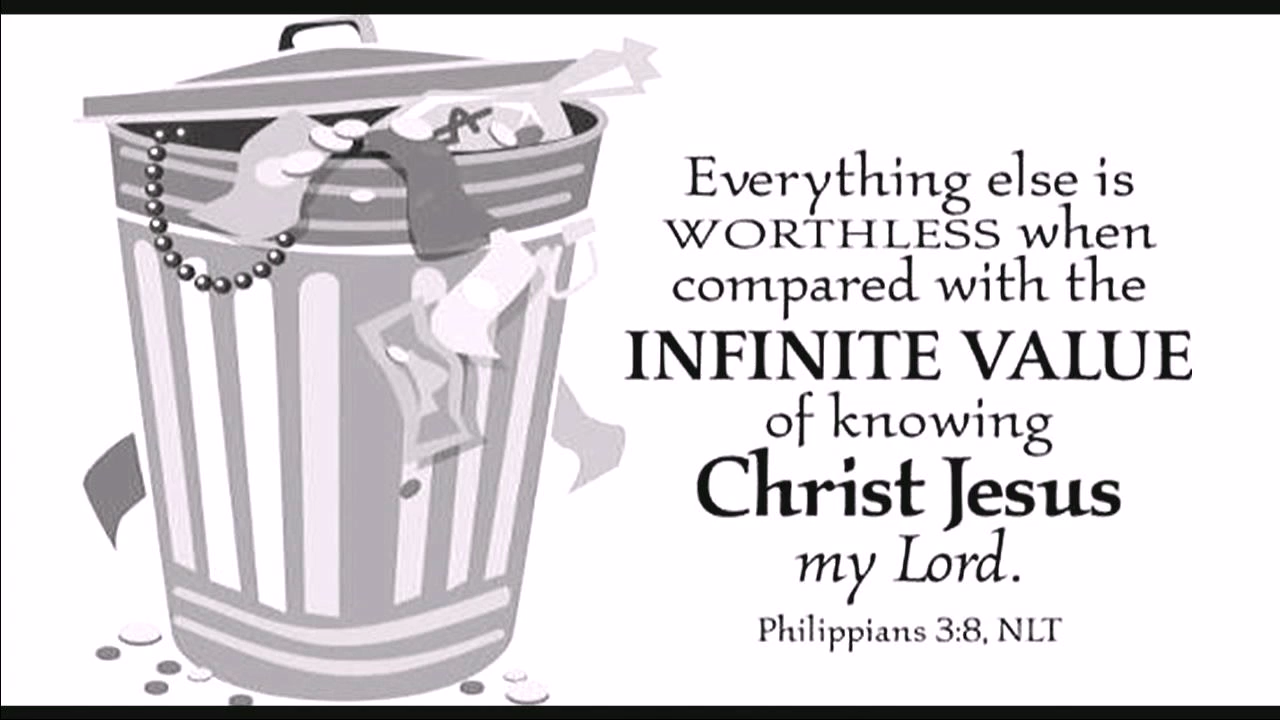 Everything else is
WORTHLESS when
compared with the
INFINITE VALUE
of knowing
Christ Jesus
my Lord.
Philippians 3:8, NLT